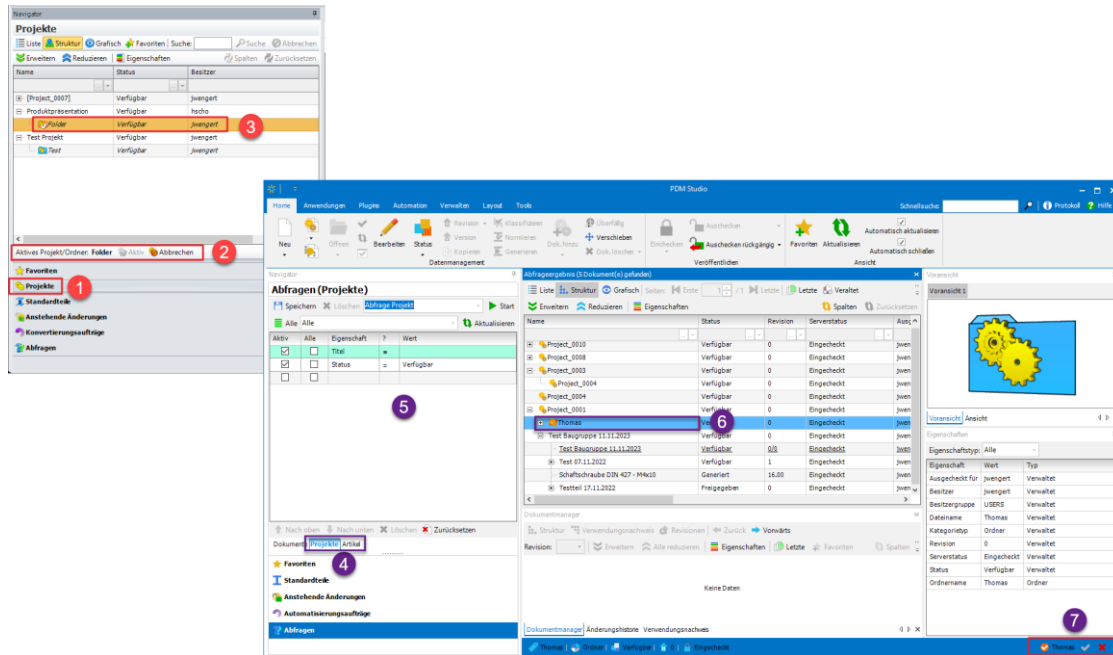 Navigator
Projekte
Liste Struktur Grafisch Favoriten Suche: Suche Abbrechen
Erweitern Reduzieren Eigenschaften Spalten Zurücksetzen
Name Status Besitzer
[Project_0007] Verfügbar jwengert
Produktpräsentation Verfügbar hscho
Folder Verfügbar jwengert
3
Test Projekt Verfügbar jwengert
Test Verfügbar jwengert
Aktives Projekt/Ordner: Folder Aktiv Abbrechen
2
Favoriten
Projekte
1
Standardteile
Anstehende Änderungen
Konvertierungsaufträge
Abfragen
PDM Studio
Home Anwendungen Plugins Automation Verwalten Layout Tools
Schnellsuche: Protokoll Hilfe
Neu Öffnen Bearbeiten Status
Revision Klassifizieren
Version Normieren
Kopieren Generieren
Dok. hinzu
Überfällig
Verschieben
Dok. löschen
Datenmanagement
Einchecken
Auschecken
Auschecken rückgängig
Veröffentlichen
Favoriten Aktualisieren
Automatisch aktualisieren
Automatisch schließen
Ansicht
Navigator
Abfragen (Projekte)
Speichern Löschen Abfrage Projekt Start
Alle Alle Aktualisieren
Aktiv Alle Eigenschaft ? Wert
Titel =
Status = Verfügbar
5
Nach oben Nach unten Löschen Zurücksetzen
Dokumente Projekte Artikel
4
Favoriten
Standardteile
Anstehende Änderungen
Automatisierungsaufträge
Abfragen
Abfrageergebnis (5 Dokument(e) gefunden)
Liste Struktur Grafisch Seiten: Erste 1 / 1 Letzte Letzte Veraltet
Erweitern Reduzieren Eigenschaften Spalten Zurücksetzen
Name Status Revision Serverstatus
Project_0010 Verfügbar 0 Eingecheckt jwen
Project_0008 Verfügbar 0 Eingecheckt jwen
Project_0003 Verfügbar 0 Eingecheckt jwen
Project_0004 Verfügbar 0 Eingecheckt jwen
Project_0004 Verfügbar 0 Eingecheckt jwen
Project_0001 Verfügbar 0 Eingecheckt jwen
Thomas 0 Eingecheckt jwen
6
Test Baugruppe 11.11.2023 Verfügbar 0 Eingecheckt jwen
Test Baugruppe 11.11.2023 Verfügbar 0/0 Eingecheckt jwen
Test 07.11.2022 Verfügbar 1 Eingecheckt jwen
Schaftschraube DIN 427 - M4x10 Generiert 16.00 Eingecheckt jwen
Testteil 17.11.2022 Freigegeben 0 Eingecheckt jwen
Dokumentmanager
Struktur Verwendungsnachweis Revisionen Zurück Vorwärts
Revision: Erweitern Alle reduzieren Eigenschaften Letzte Favoriten Spalten
Keine Daten
Dokumentmanager Änderungshistorie Verwendungsnachweis
Voransicht
Voransicht 1
Voransicht Ansicht
Eigenschaften
Eigenschaftstyp: Alle
Eigenschaft Wert Typ
Ausgecheckt für jwengert Verwaltet
Besitzer jwengert Verwaltet
Besitzergruppe USERS Verwaltet
Dateiname Thomas Verwaltet
Kategorietyp Ordner Verwaltet
Revision 0 Verwaltet
Serverstatus Eingecheckt Verwaltet
Status Verfügbar Verwaltet
Ordnername Thomas Ordner
7
Thomas Ordner Verfügbar 0 Eingecheckt
Thomas